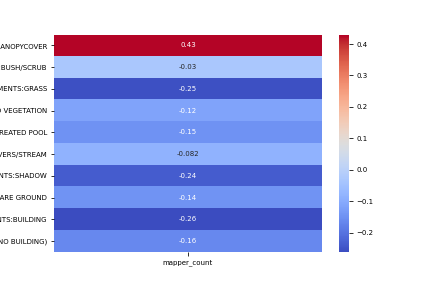 ANOPYCOVER 0.43
BUSH/SCRUB -0.03
MENTS:GRASS -0.25
D VEGETATION -0.12
REATED POOL -0.15
VERS/STREAM -0.082
NTS:SHADOW -0.24
ARE GROUND -0.14
NTS:BUILDING -0.26
NO BUILDING) -0.16
mapper_count
0.4
0.3
0.2
0.1
0.0
−0.1
−0.2